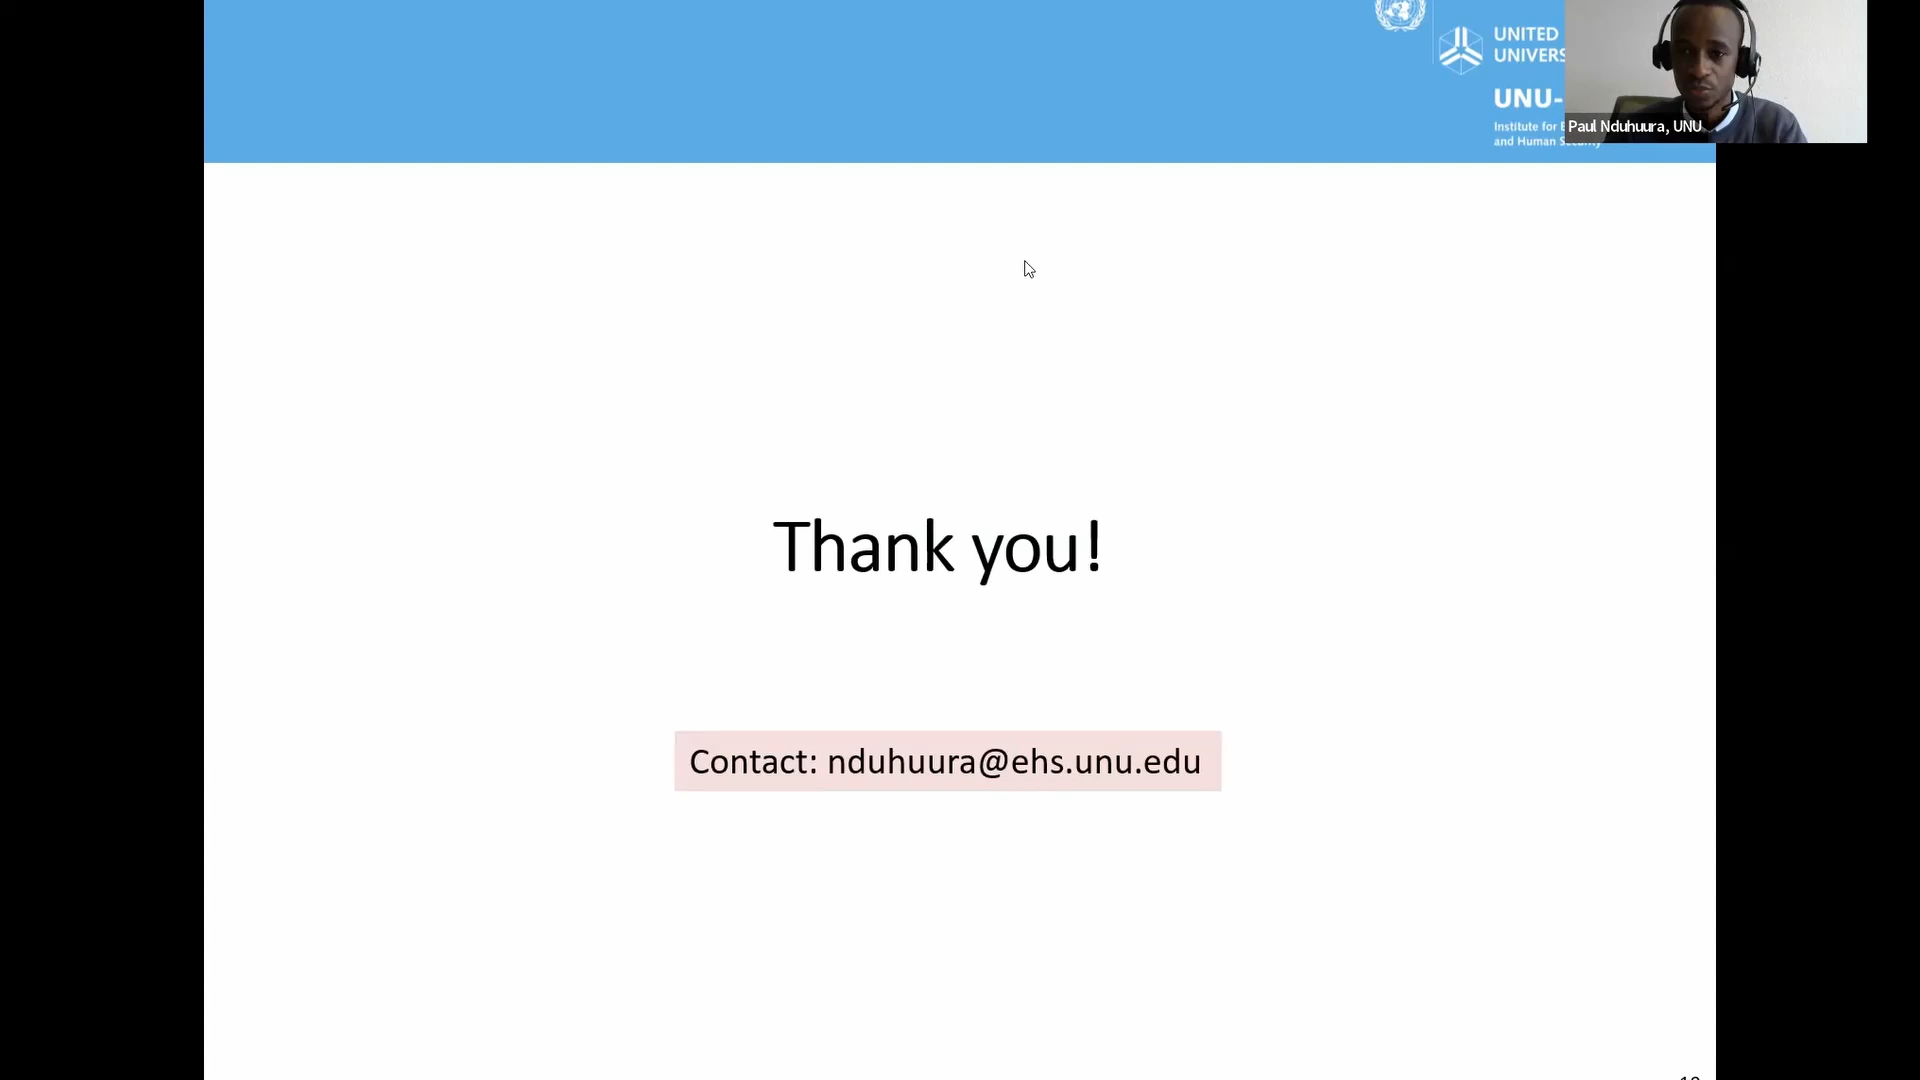 UNITED
UNIVERS
UNU-
Institute for E
and Human Security
Paul Nduhuura, UNU
Thank you!
Contact: nduhuura@ehs.unu.edu